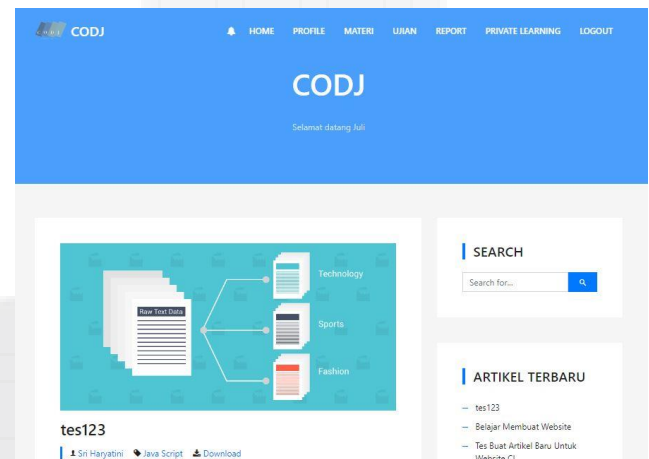 CODJ
HOME PROFILE MATERI UJIAN REPORT PRIVATE LEARNING LOGOUT
CODJ
Selamat datang Juli
Raw Text Data
Technology
Sports
Fashion
tes123
Sri Haryatini Java Script Download
SEARCH
Search for...
ARTIKEL TERBARU
tes123
Belajar Membuat Website
Tes Buat Artikel Baru Untuk
Website CI